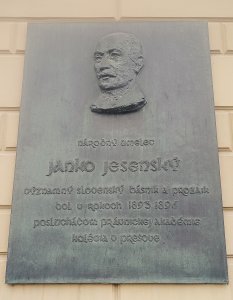 národný umelec
Janko Jesenský
významný slovenský básnik a prozaik
bol v rokoch 1893-1896
poslucháčom právnickej akadémie
kolégia v Prešove